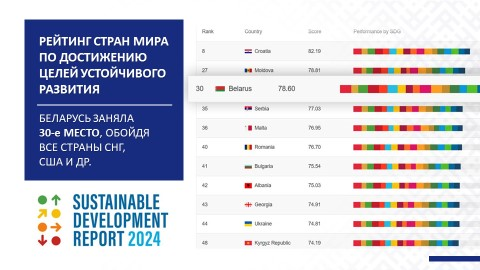 РЕЙТИНГ СТРАН МИРА
ПО ДОСТИЖЕНИЮ
ЦЕЛЕЙ УСТОЙЧИВОГО
РАЗВИТИЯ
БЕЛАРУСЬ ЗАНЯЛА
30-е МЕСТО, ОБОЙДЯ
ВСЕ СТРАНЫ СНГ,
США И ДР.
SUSTAINABLE
DEVELOPMENT
REPORT 2024
Rank Country Score Performance by SDG
Croatia 82.19
27 Moldova 78.81
30 Belarus 78.60
35 Serbia 77.03
36 Malta 76.95
40 Romania 76.70
41 Bulgaria 75.54
42 Albania 75.03
43 Georgia 74.81
44 Ukraine 74.81
Kyrgyz Republic 74.19